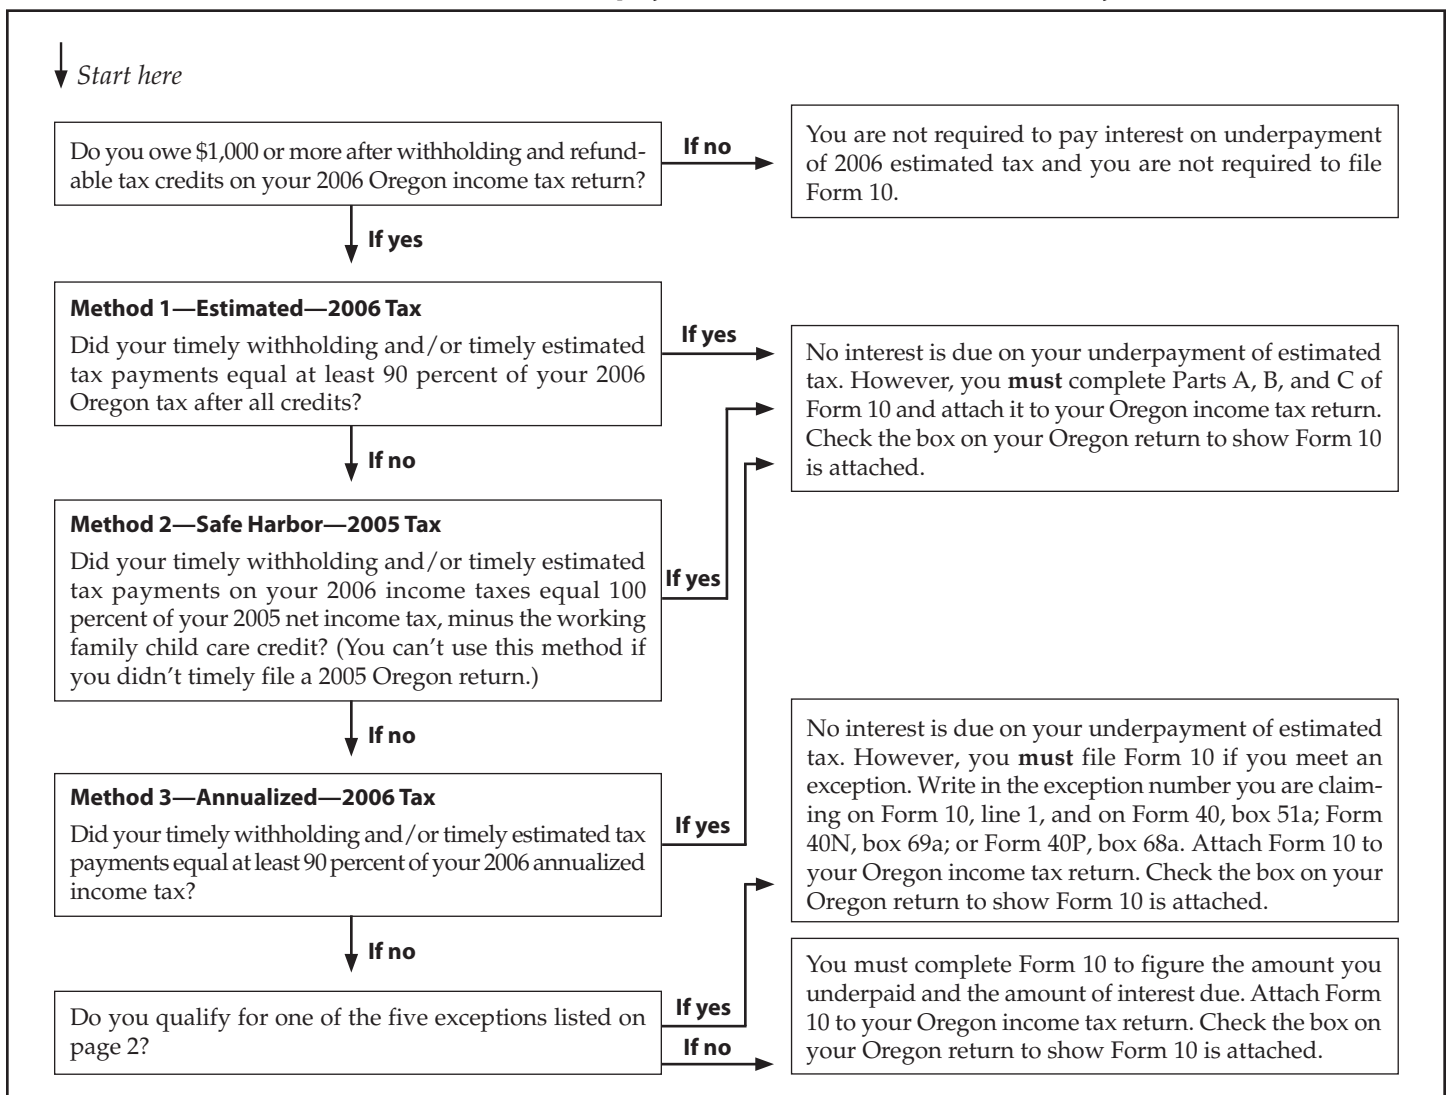 Start here
Do you owe $1,000 or more after withholding and refund-
able tax credits on your 2006 Oregon income tax return?
If no
You are not required to pay interest on underpayment
of 2006 estimated tax and you are not required to file
Form 10.
If yes
Method 1—Estimated—2006 Tax
Did your timely withholding and/or timely estimated
tax payments equal at least 90 percent of your 2006
Oregon tax after all credits?
If yes
No interest is due on your underpayment of estimated
tax. However, you must complete Parts A, B, and C of
Form 10 and attach it to your Oregon income tax return.
Check the box on your Oregon return to show Form 10
is attached.
If no
Method 2—Safe Harbor—2005 Tax
Did your timely withholding and/or timely estimated
tax payments on your 2006 income taxes equal 100
percent of your 2005 net income tax, minus the working
family child care credit? (You can't use this method if
you didn't timely file a 2005 Oregon return.)
If yes
If no
Method 3—Annualized—2006 Tax
Did your timely withholding and/or timely estimated tax
payments equal at least 90 percent of your 2006 annualized
income tax?
If yes
No interest is due on your underpayment of estimated
tax. However, you must file Form 10 if you meet an
exception. Write in the exception number you are claim-
ing on Form 10, line 1, and on Form 40, box 51a; Form
40N, box 69a; or Form 40P, box 68a. Attach Form 10 to
your Oregon income tax return. Check the box on your
Oregon return to show Form 10 is attached.
If no
Do you qualify for one of the five exceptions listed on
page 2?
If yes
If no
You must complete Form 10 to figure the amount you
underpaid and the amount of interest due. Attach Form
10 to your Oregon income tax return. Check the box on
your Oregon return to show Form 10 is attached.